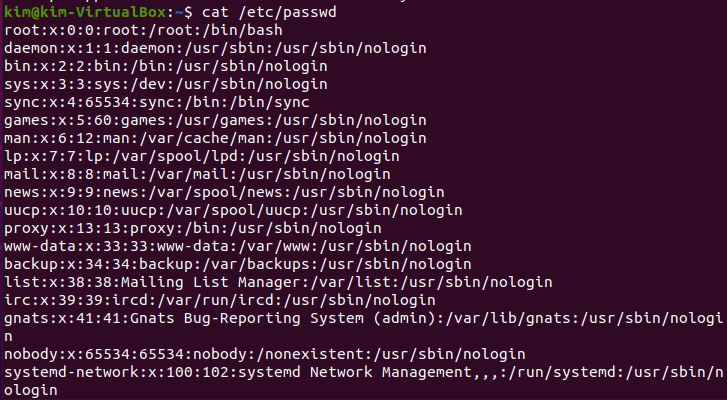 kim@kim-VirtualBox:~$ cat /etc/passwd
root:x:0:0:root:/root:/bin/bash
daemon:x:1:1:daemon:/usr/sbin:/usr/sbin/nologin
bin:x:2:2:bin:/bin:/usr/sbin/nologin
sys:x:3:3:sys:/dev:/usr/sbin/nologin
sync:x:4:65534:sync:/bin:/bin/sync
games:x:5:60:games:/usr/games:/usr/sbin/nologin
man:x:6:12:man:/var/cache/man:/usr/sbin/nologin
lp:x:7:7:lp:/var/spool/lpd:/usr/sbin/nologin
mail:x:8:8:mail:/var/mail:/usr/sbin/nologin
news:x:9:9:news:/var/spool/news:/usr/sbin/nologin
uucp:x:10:10:uucp:/var/spool/uucp:/usr/sbin/nologin
proxy:x:13:13:proxy:/bin:/usr/sbin/nologin
www-data:x:33:33:www-data:/var/www:/usr/sbin/nologin
backup:x:34:34:backup:/var/backups:/usr/sbin/nologin
list:x:38:38:Mailing List Manager:/var/list:/usr/sbin/nologin
irc:x:39:39:ircd:/var/run/ircd:/usr/sbin/nologin
gnats:x:41:41:Gnats Bug-Reporting System (admin):/var/lib/gnats:/usr/sbin/nologi
n
nobody:x:65534:65534:nobody:/nonexistent:/usr/sbin/nologin
systemd-network:x:100:102:systemd Network Management,,,:/run/systemd:/usr/sbin/n
ologin